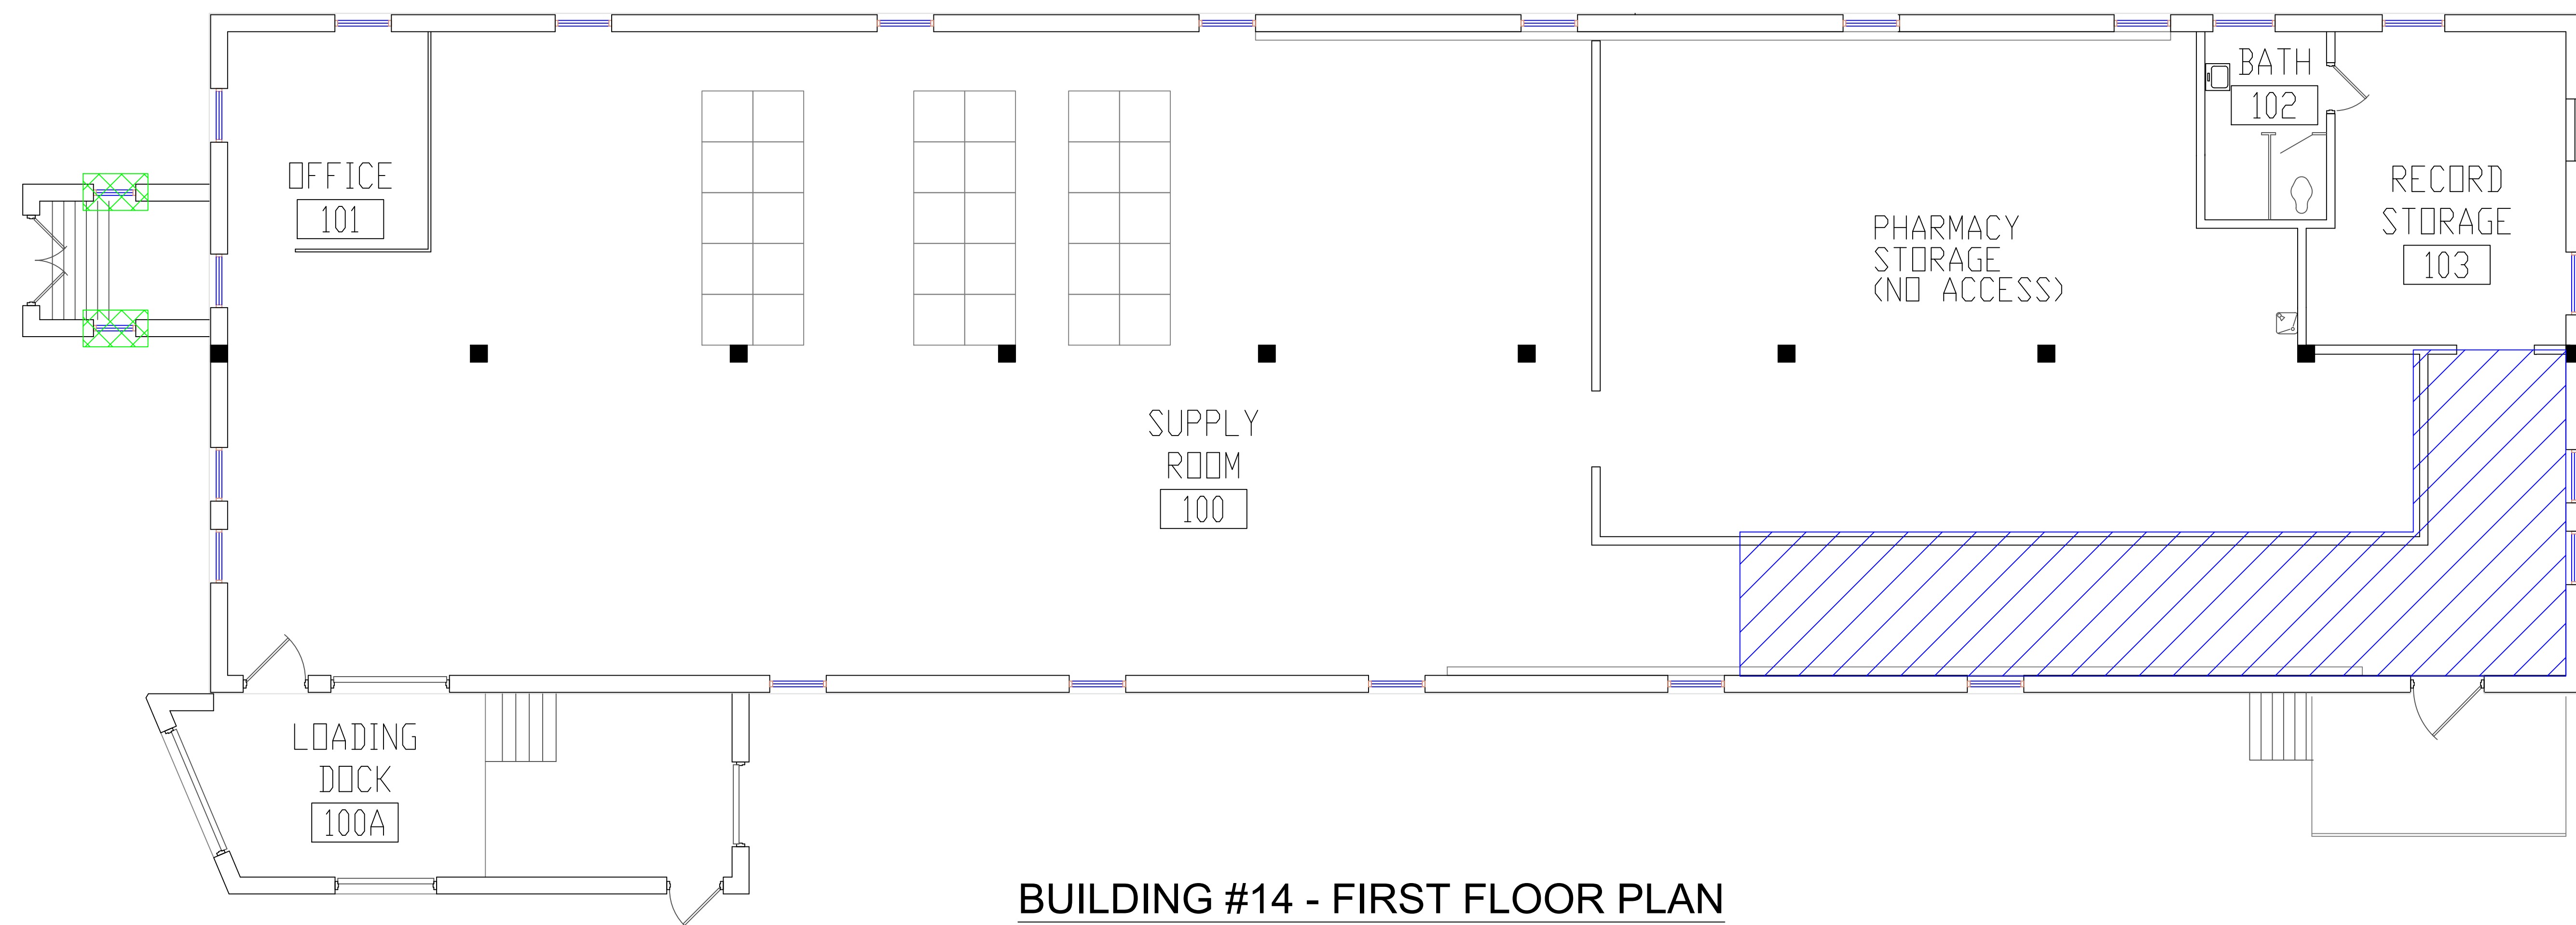 BATH
102
OFFICE
101
RECORD
STORAGE
103
PHARMACY
STORAGE
(NO ACCESS)
SUPPLY
ROOM
100
LOADING
DOCK
100A
BUILDING #14 - FIRST FLOOR PLAN